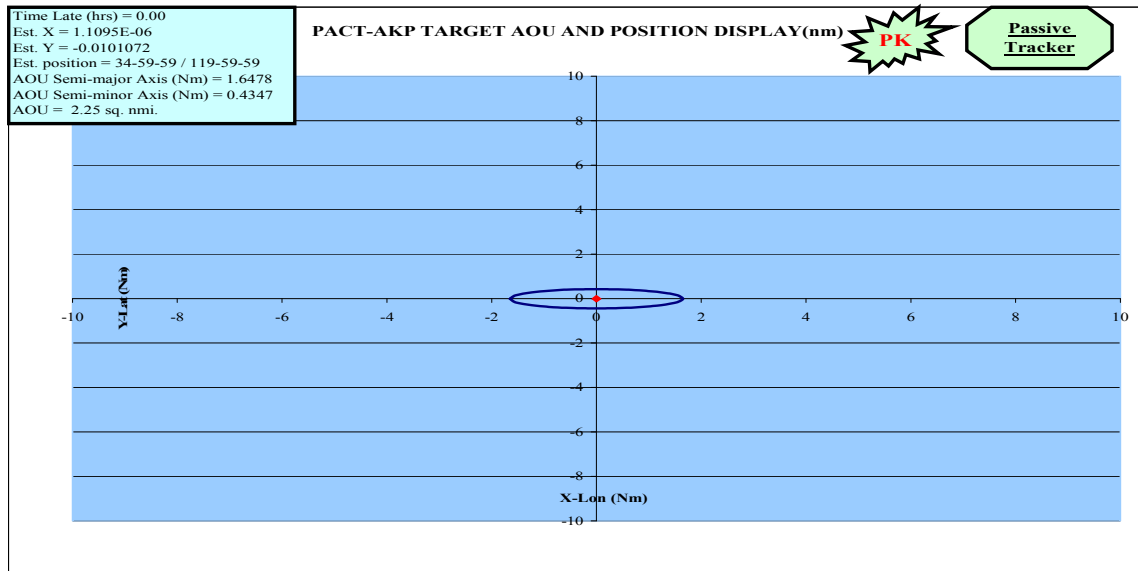 Time Late (hrs) = 0.00
Est. X = 1.1095E-06
Est. Y = -0.0101072
Est. position = 34-59-59 / 119-59-59
AOU Semi-major Axis (Nm) = 1.6478
AOU Semi-minor Axis (Nm) = 0.4347
AOU = 2.25 sq. nmi.
PACT-AKP TARGET AOU AND POSITION DISPLAY(nm)
PK
Passive
Tracker
10
8
6
4
2
0
-2
-4
-6
-8
-10
-10 -8 -6 -4 -2 0 2 4 6 8 10
Y-Lat (Nm)
X-Lon (Nm)